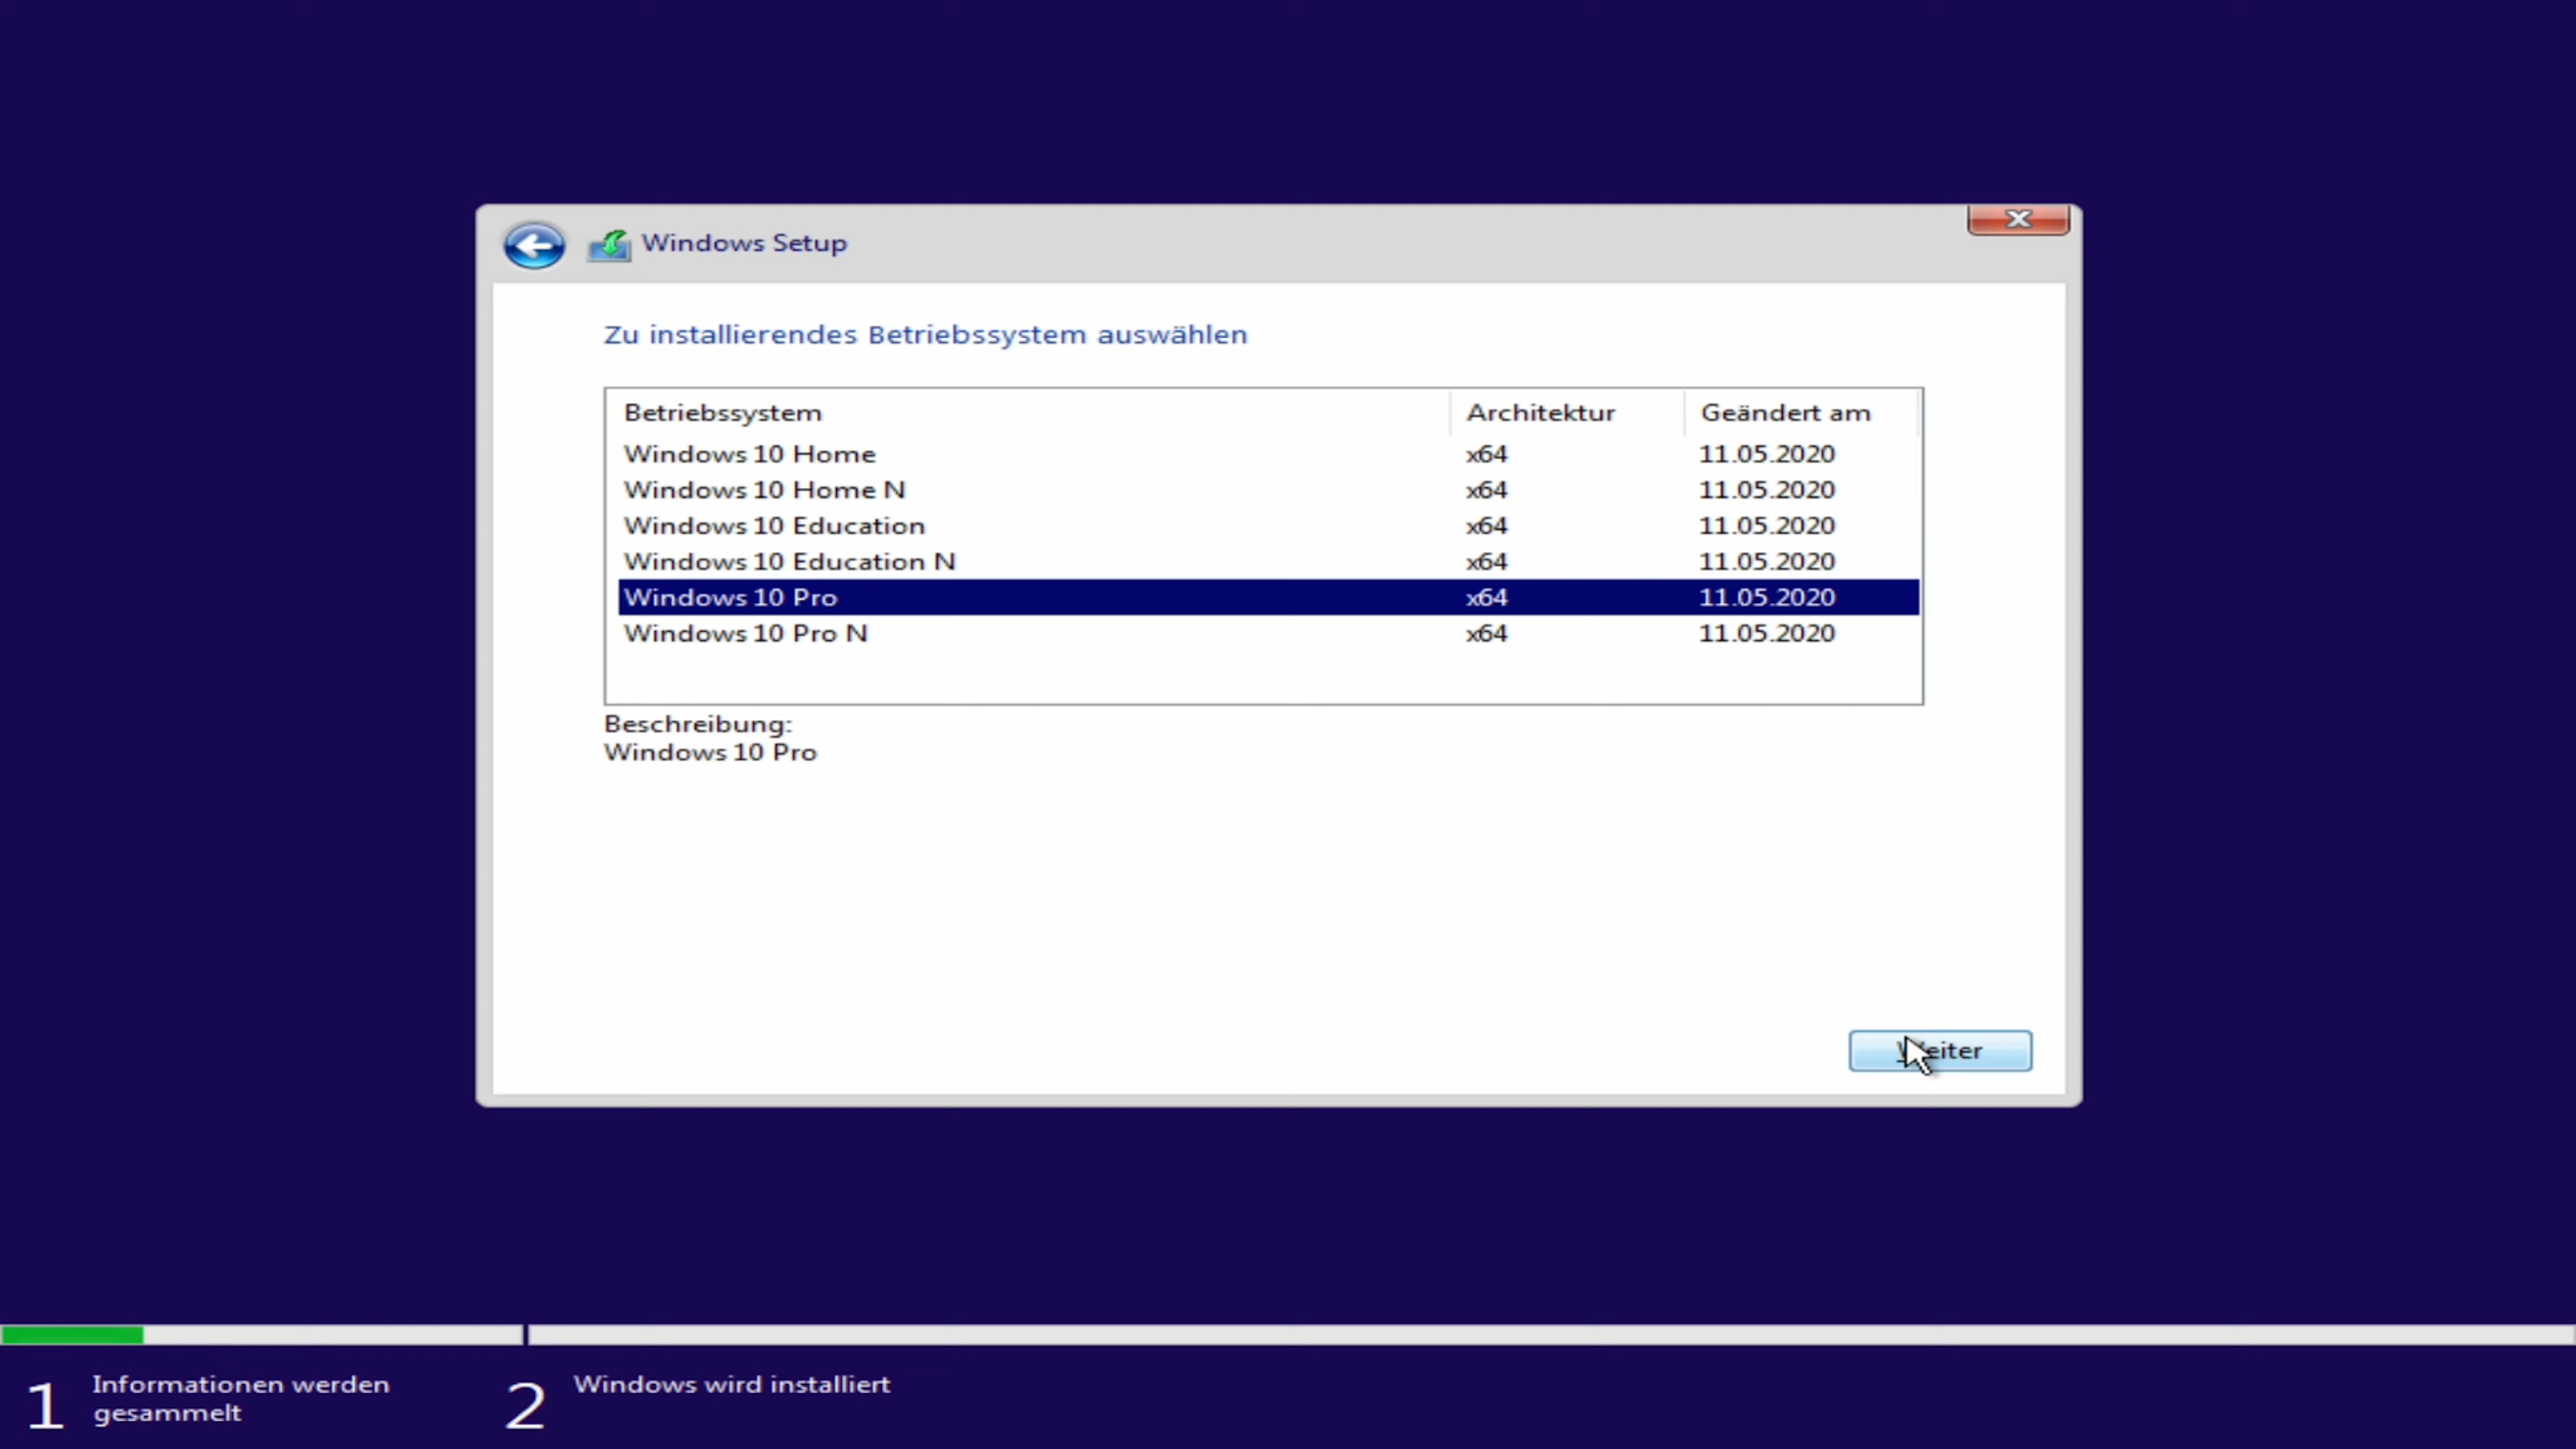 Windows Setup
Zu installierendes Betriebssystem auswählen
Betriebssystem Architektur Geändert am
Windows 10 Home x64 11.05.2020
Windows 10 Home N x64 11.05.2020
Windows 10 Education x64 11.05.2020
Windows 10 Education N x64 11.05.2020
Windows 10 Pro x64 11.05.2020
Windows 10 Pro N x64 11.05.2020
Beschreibung:
Windows 10 Pro
Weiter
1 Informationen werden
gesammelt
2 Windows wird installiert